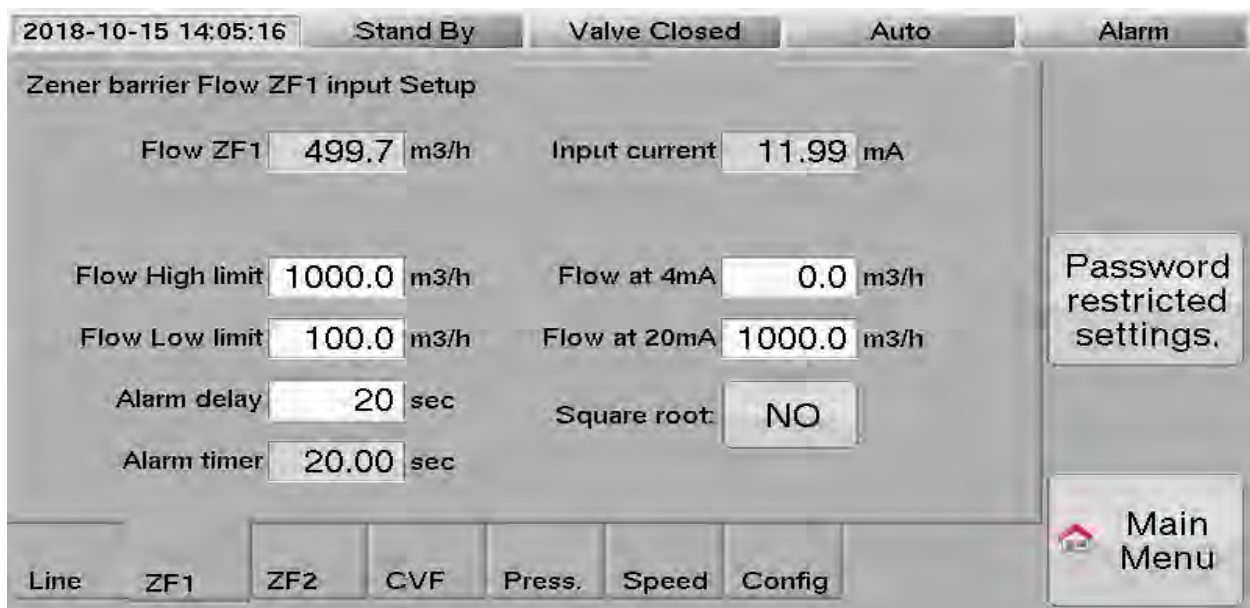 2018-10-15 14:05:16 Stand By Valve Closed Auto Alarm
Zener barrier Flow ZF1 input Setup
Flow ZF1 499.7 m3/h Input current 11.99 mA
Flow High limit 1000.0 m3/h Flow at 4mA 0.0 m3/h
Flow Low limit 100.0 m3/h Flow at 20mA 1000.0 m3/h
Alarm delay 20 sec Square root: NO
Alarm timer 20.00 sec
Password
restricted
settings.
Main
Menu
Line ZF1 ZF2 CVF Press. Speed Config